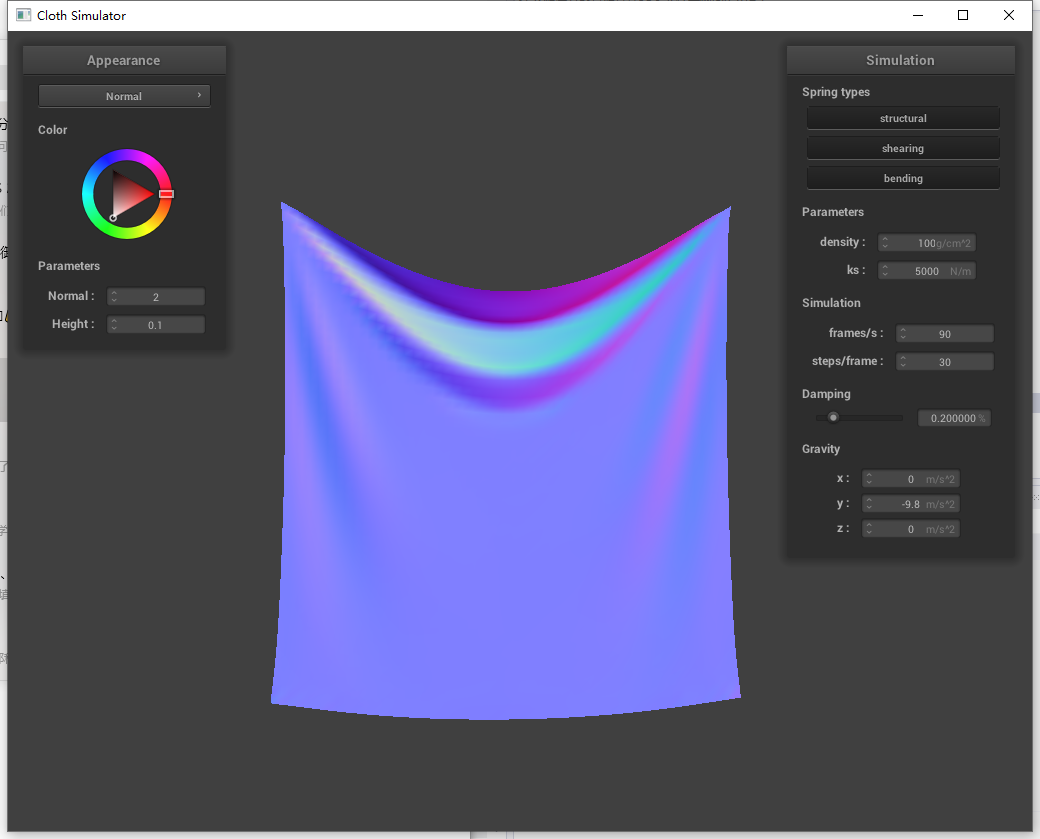 Cloth Simulator
Appearance
Normal
Color
Parameters
Normal : 2
Height : 0.1
Simulation
Spring types
structural
shearing
bending
Parameters
density : 100 g/cm^2
ks : 5000 N/m
Simulation
frames/s : 90
steps/frame : 30
Damping
0.200000 %
Gravity
x : 0 m/s^2
y : -9.8 m/s^2
z : 0 m/s^2